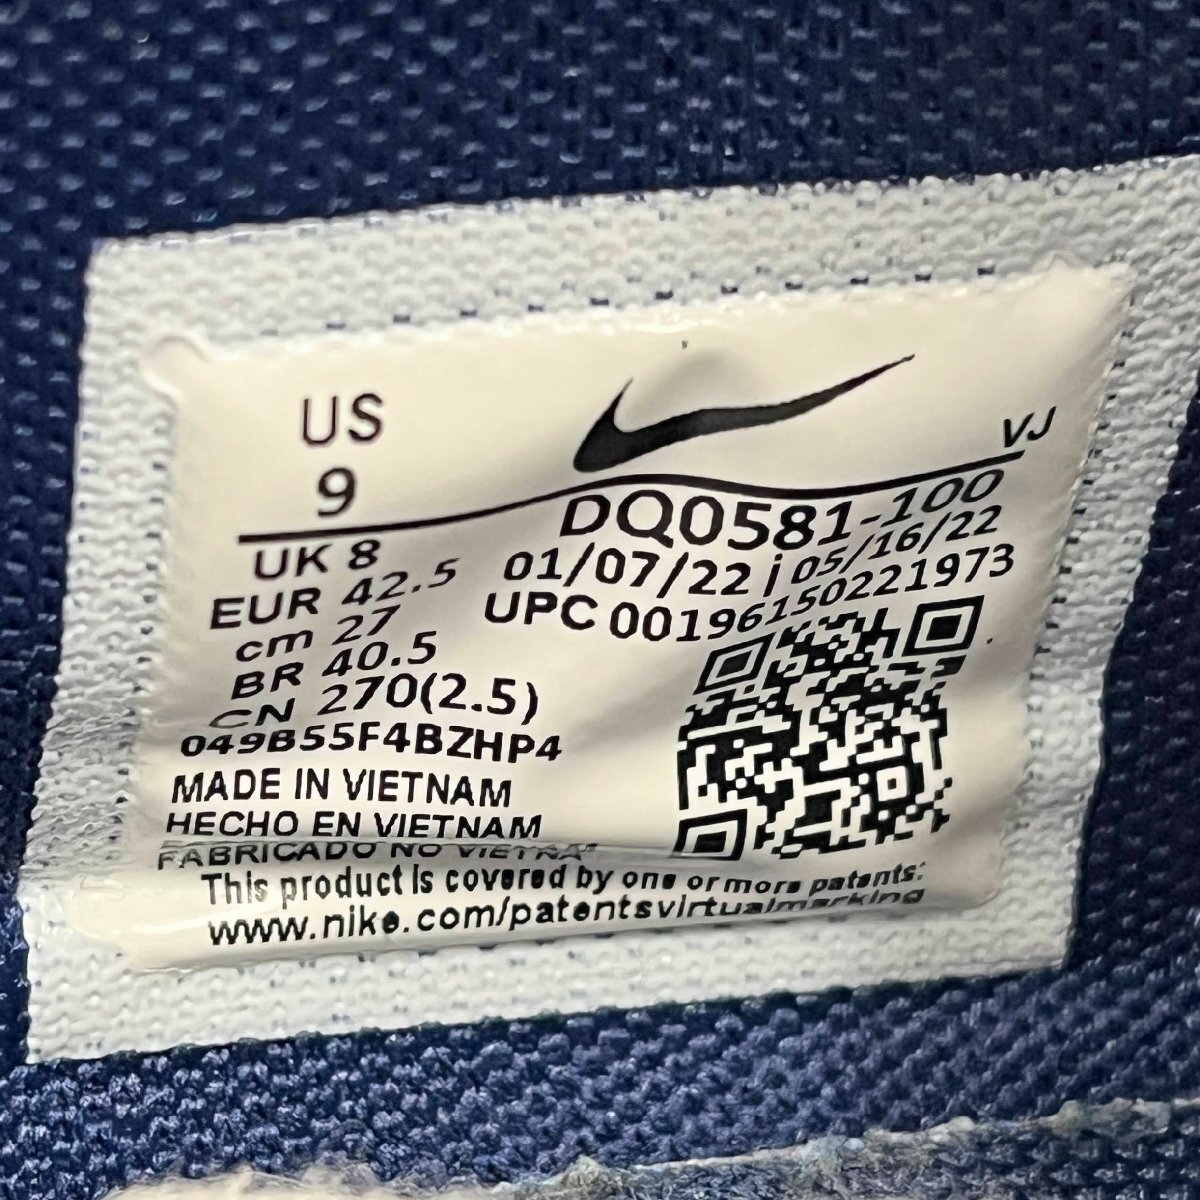 US
9
VJ
UK 8
EUR 42.5
cm 27
BR 40.5
CN 270(2.5)
DQ0581-100
01/07/22 | 05/16/22
UPC 00196150221973
049B55F4BZHP4
MADE IN VIETNAM
HECHO EN VIETNAM
FABRICADO NO VIETNA
This product is covered by one or more patents:
www.nike.com/patentsvirtualmarking